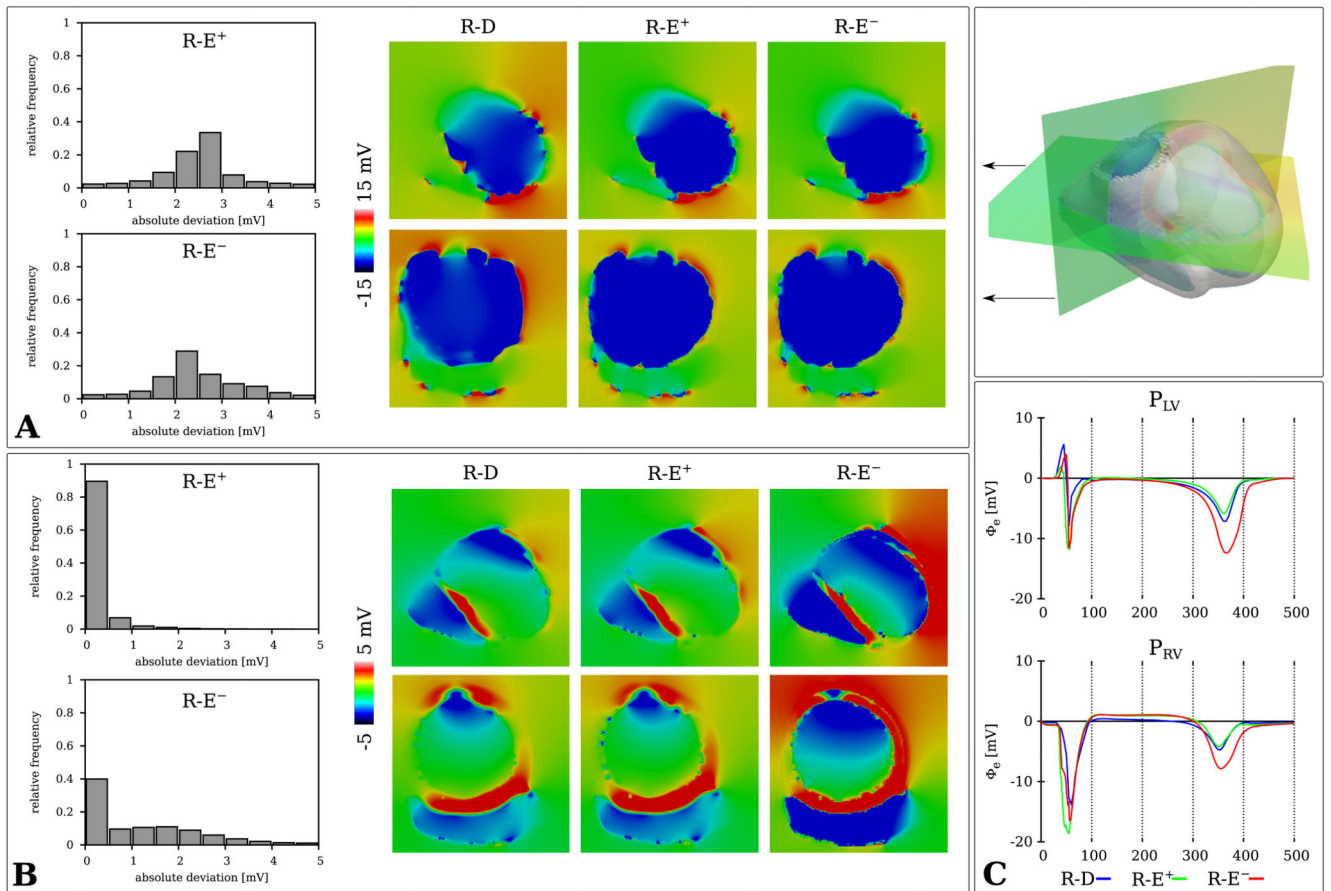 R-E⁺
1
0.8
0.6
0.4
0.2
0
relative frequency
0 1 2 3 4 5
absolute deviation [mV]
R-E⁻
1
0.8
0.6
0.4
0.2
0
relative frequency
0 1 2 3 4 5
absolute deviation [mV]
A
R-D R-E⁺ R-E⁻
-15 15 mV
R-E⁺
1
0.8
0.6
0.4
0.2
0
relative frequency
0 1 2 3 4 5
absolute deviation [mV]
R-E⁻
1
0.8
0.6
0.4
0.2
0
relative frequency
0 1 2 3 4 5
absolute deviation [mV]
B
R-D R-E⁺ R-E⁻
-5 5 mV
P_LV
10
0
-10
-20
Φ_e [mV]
0 100 200 300 400 500
P_RV
10
0
-10
-20
Φ_e [mV]
0 100 200 300 400 500
C
R-D R-E⁺ R-E⁻